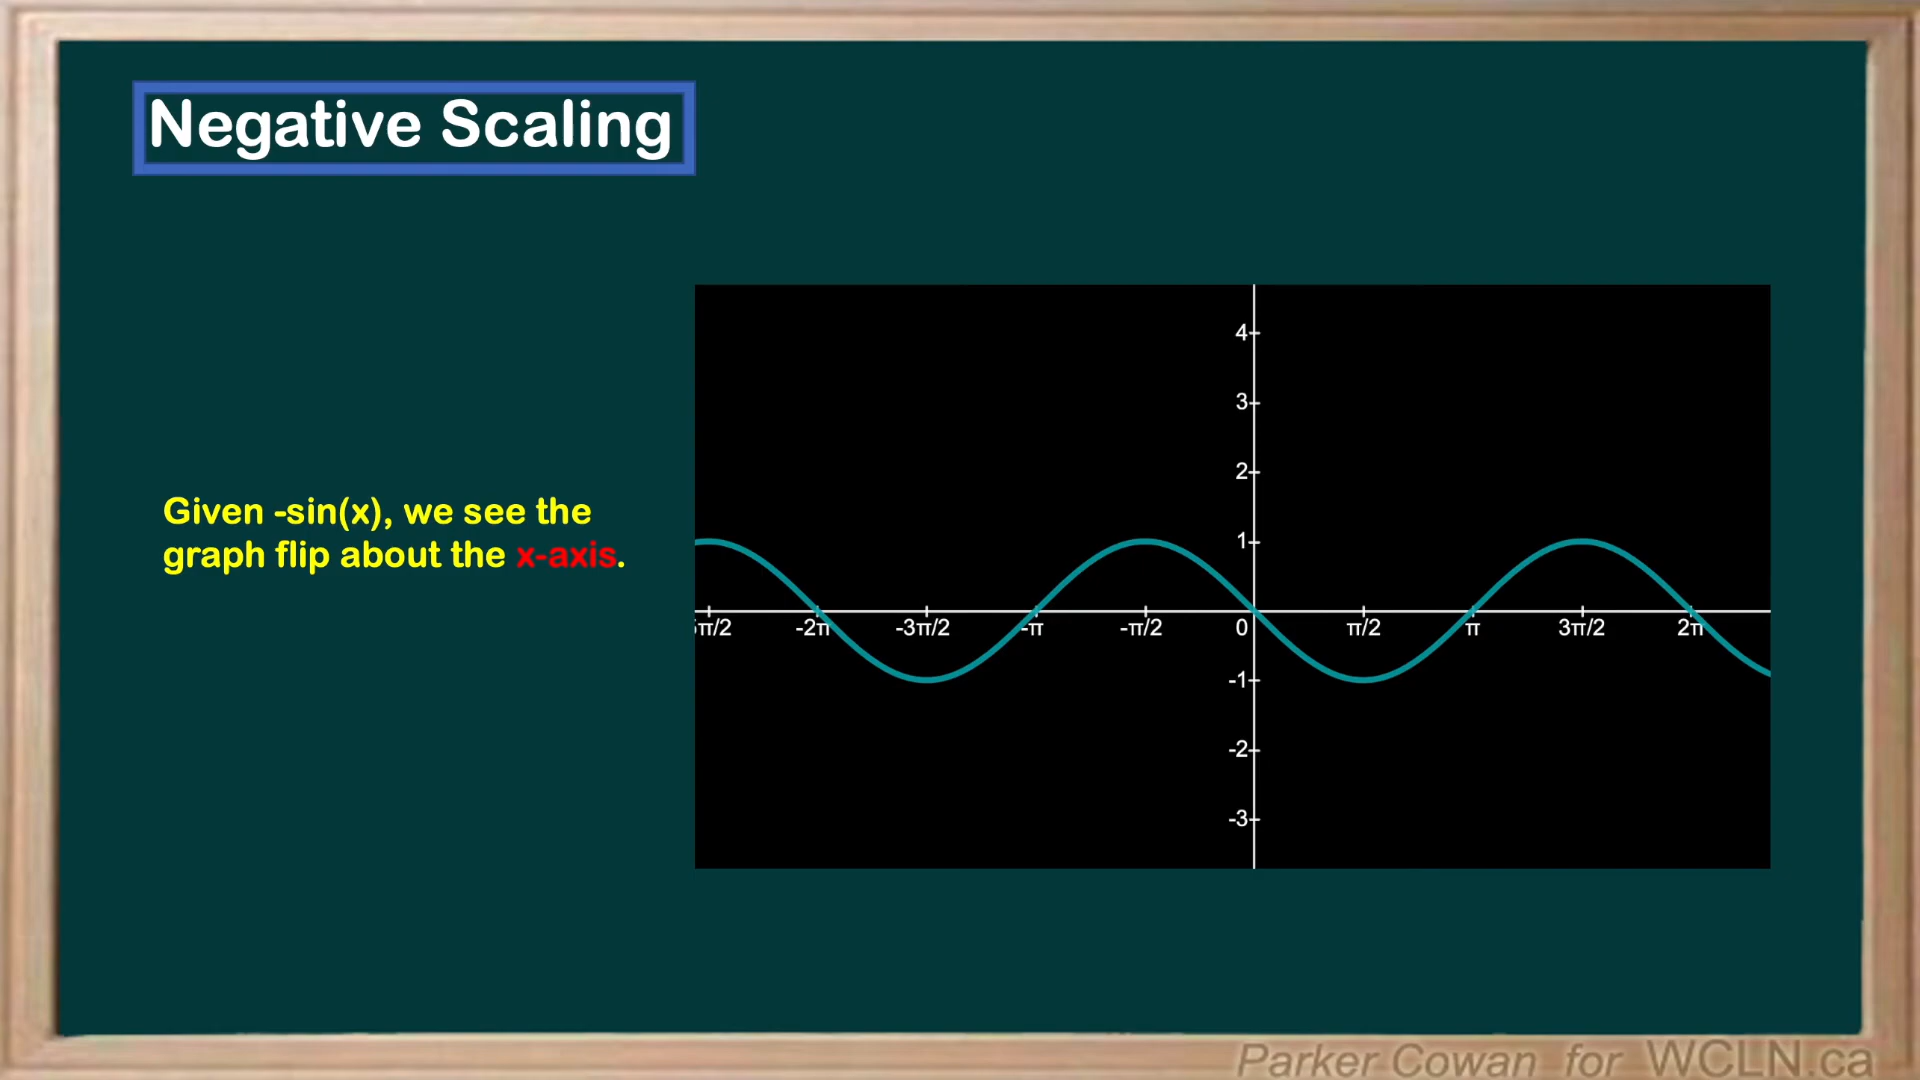 Negative Scaling
Given -sin(x), we see the
graph flip about the x-axis.
4
3
2
1
π/2 -2π -3π/2 -π -π/2 0 π/2 π 3π/2 2π
-1
-2
-3
Parker Cowan for WCLN.ca